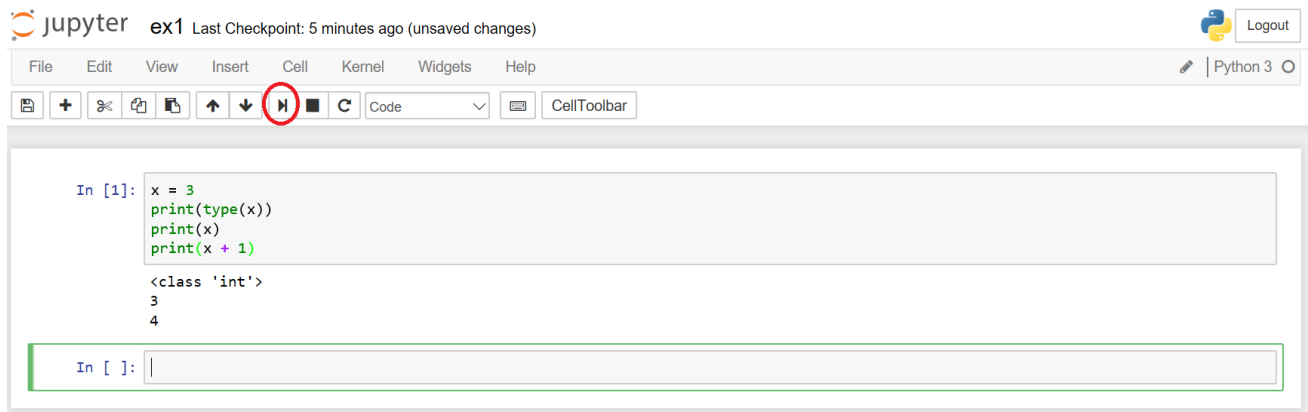 jupyter ex1 Last Checkpoint: 5 minutes ago (unsaved changes) Logout
File Edit View Insert Cell Kernel Widgets Help Python 3
Code CellToolbar
In [1]: x = 3
print(type(x))
print(x)
print(x + 1)
<class 'int'>
3
4
In [ ]: